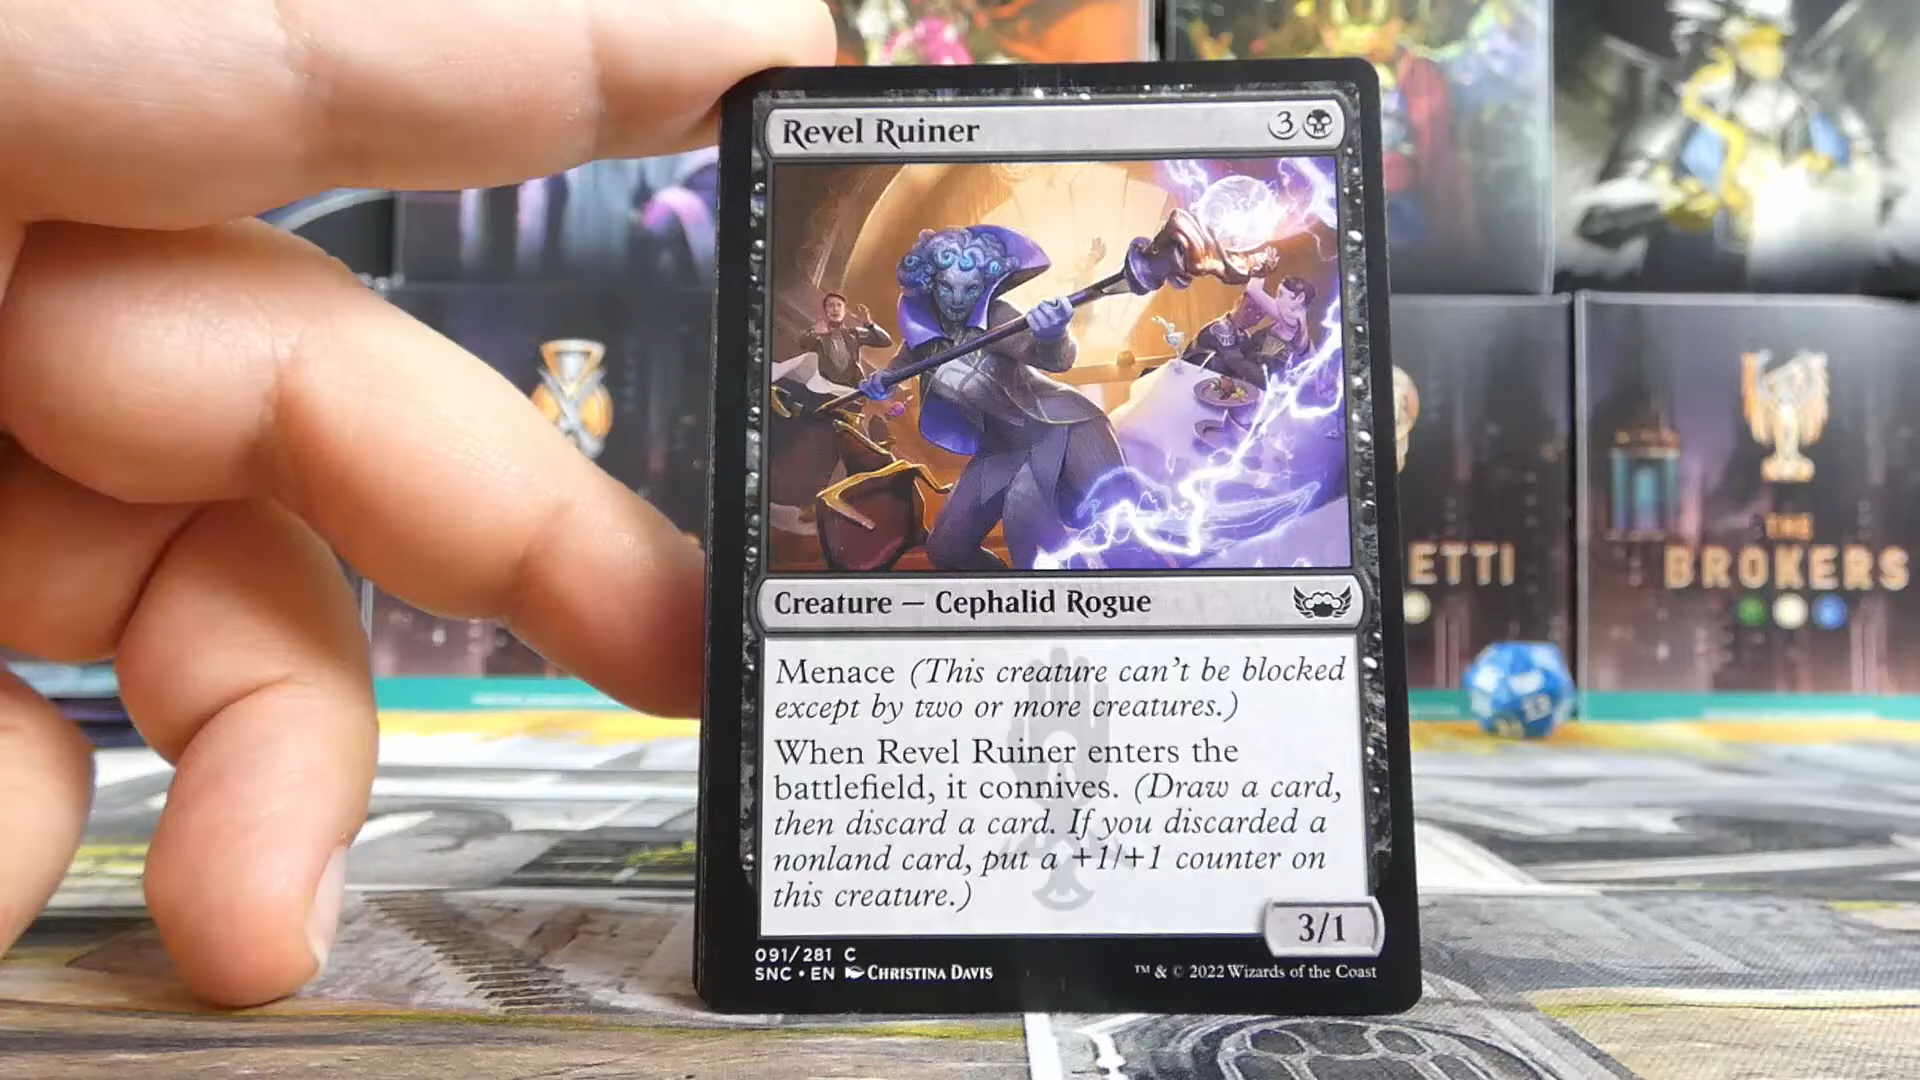 Revel Ruiner 3
Creature — Cephalid Rogue
Menace (This creature can't be blocked
except by two or more creatures.)
When Revel Ruiner enters the
battlefield, it connives. (Draw a card,
then discard a card. If you discarded a
nonland card, put a +1/+1 counter on
this creature.)
3/1
091/281 C
SNC • EN CHRISTINA DAVIS
™ & © 2022 Wizards of the Coast
ETTI
THE
BROKERS